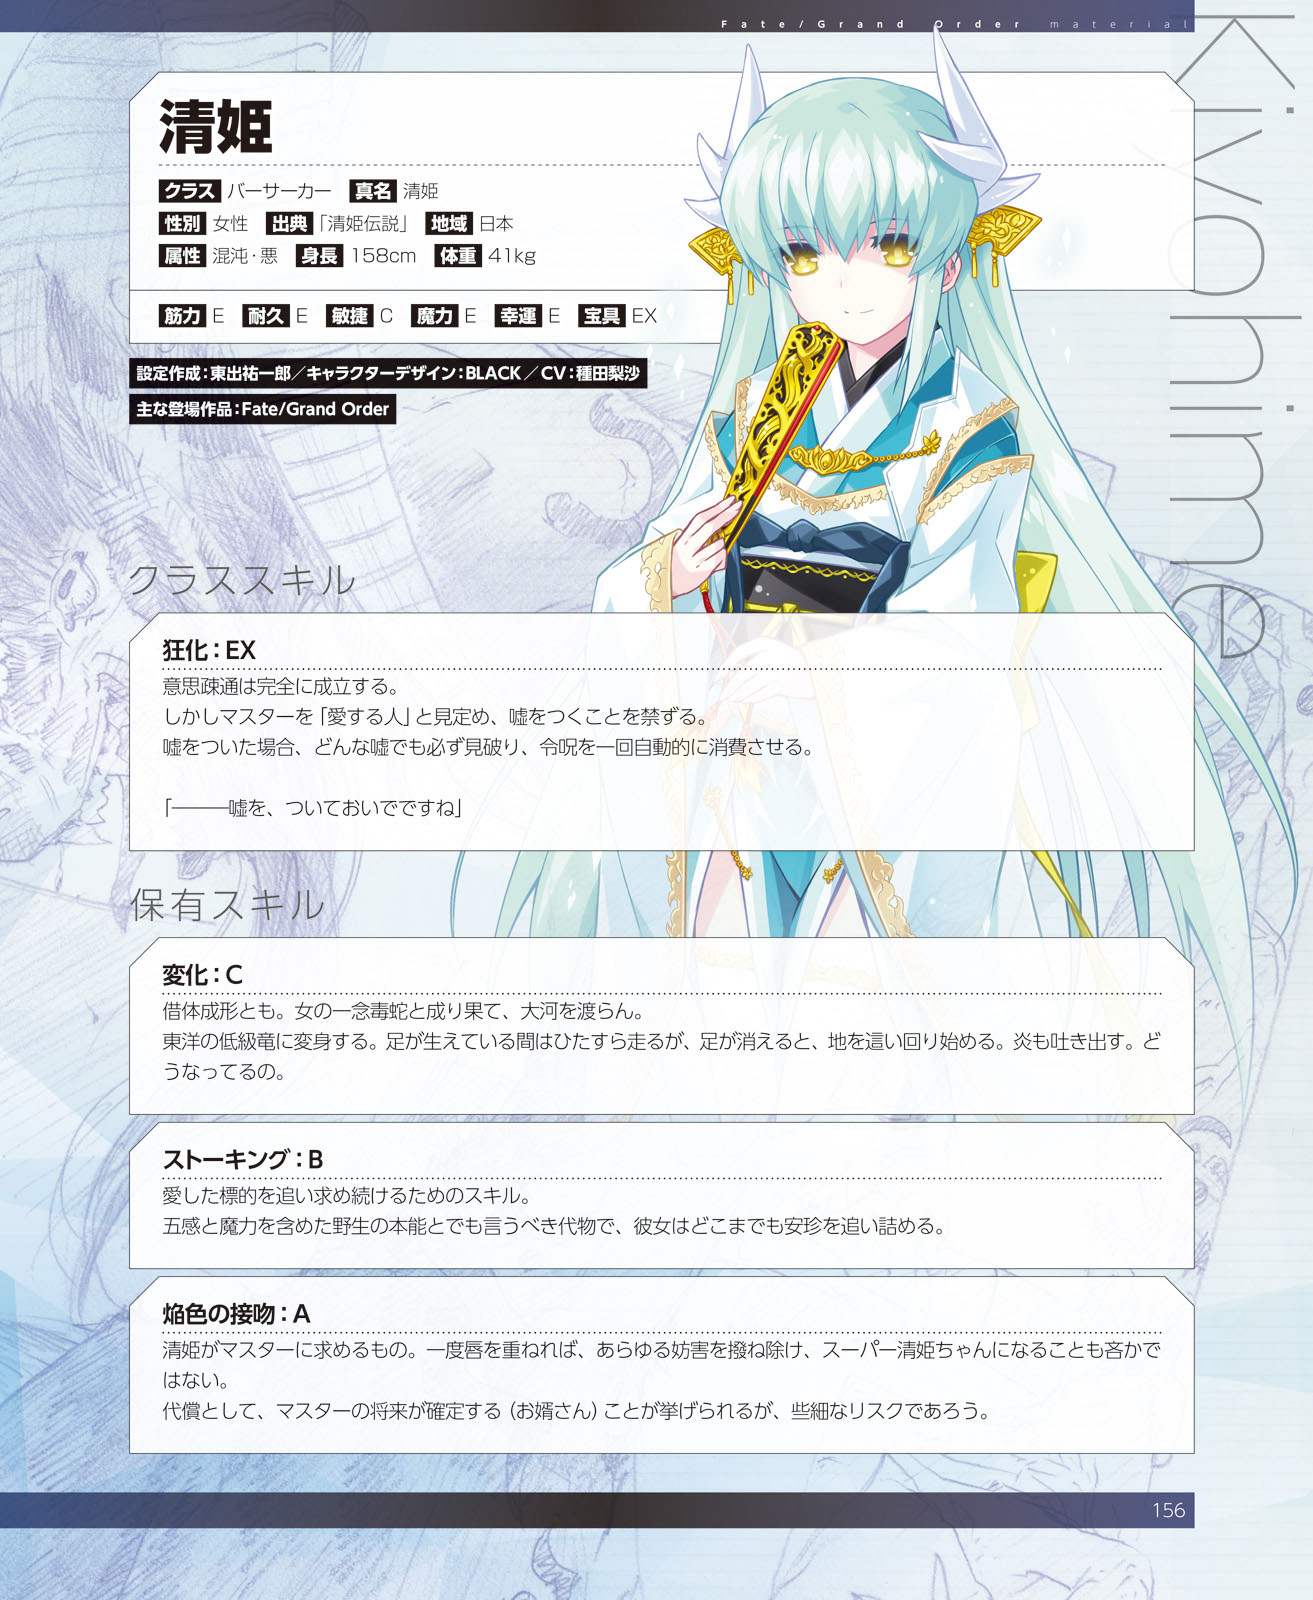 Fate/Grand Order material
Kiyohime
清姫
クラス バーサーカー 真名 清姫
性別 女性 出典 「清姫伝説」 地域 日本
属性 混沌・悪 身長 158cm 体重 41kg
筋力 E 耐久 E 敏捷 C 魔力 E 幸運 E 宝具 EX
設定作成:東出祐一郎/キャラクターデザイン:BLACK/CV:種田梨沙
主な登場作品:Fate/Grand Order
クラススキル
狂化:EX
意思疎通は完全に成立する。
しかしマスターを「愛する人」と見定め、嘘をつくことを禁ずる。
嘘をついた場合、どんな嘘でも必ず見破り、令呪を一回自動的に消費させる。
「―――嘘を、ついておいでですね」
保有スキル
変化:C
借体成形とも。女の一念毒蛇と成り果て、大河を渡らん。
東洋の低級竜に変身する。足が生えている間はひたすら走るが、足が消えると、地を這い回り始める。炎も吐き出す。ど
うなってるの。
ストーキング:B
愛した標的を追い求め続けるためのスキル。
五感と魔力を含めた野生の本能とでも言うべき代物で、彼女はどこまでも安珍を追い詰める。
焔色の接吻:A
清姫がマスターに求めるもの。一度唇を重ねれば、あらゆる妨害を撥ね除け、スーパー清姫ちゃんになることも吝かで
はない。
代償として、マスターの将来が確定する(お婿さん)ことが挙げられるが、些細なリスクであろう。
156